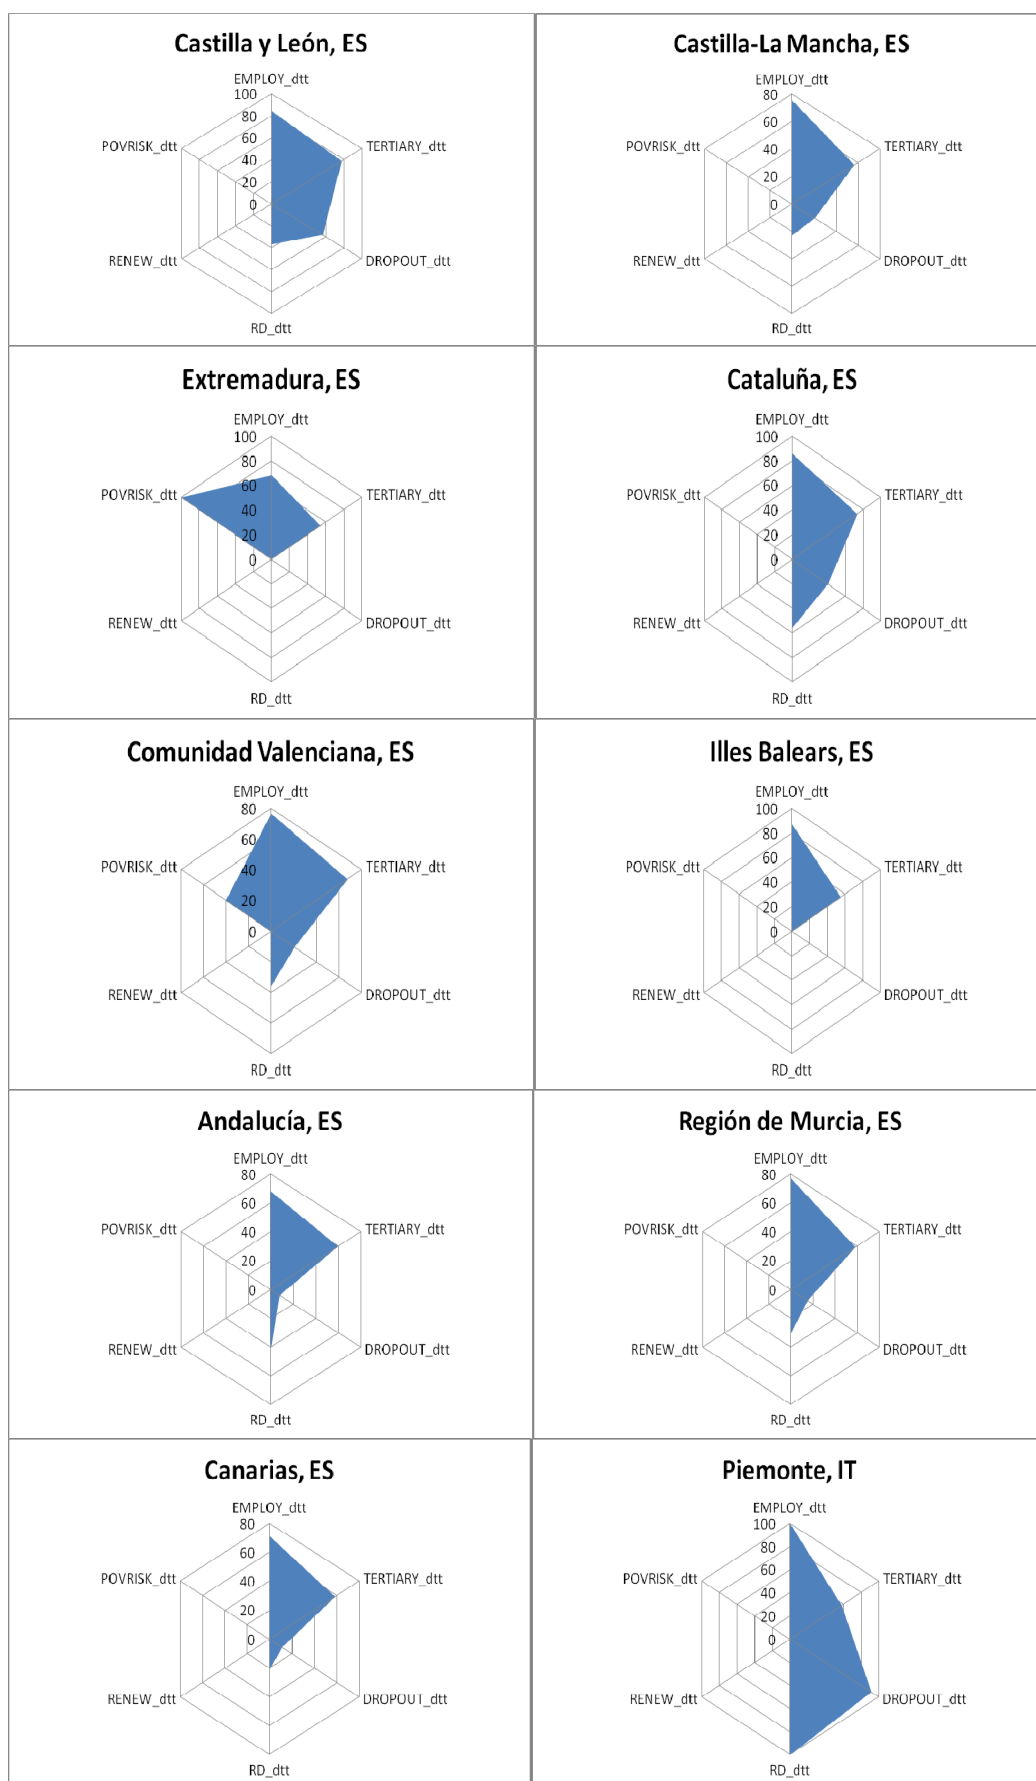 Castilla y León, ES
EMPLOY_dtt
100
80
60
40
20
0
TERTIARY_dtt
DROPOUT_dtt
RD_dtt
RENEW_dtt
POVRISK_dtt
Castilla-La Mancha, ES
EMPLOY_dtt
80
60
40
20
0
TERTIARY_dtt
DROPOUT_dtt
RD_dtt
RENEW_dtt
POVRISK_dtt
Extremadura, ES
EMPLOY_dtt
100
80
60
40
20
0
TERTIARY_dtt
DROPOUT_dtt
RD_dtt
RENEW_dtt
POVRISK_dtt
Cataluña, ES
EMPLOY_dtt
100
80
60
40
20
0
TERTIARY_dtt
DROPOUT_dtt
RD_dtt
RENEW_dtt
POVRISK_dtt
Comunidad Valenciana, ES
EMPLOY_dtt
80
60
40
20
0
TERTIARY_dtt
DROPOUT_dtt
RD_dtt
RENEW_dtt
POVRISK_dtt
Illes Balears, ES
EMPLOY_dtt
100
80
60
40
20
0
TERTIARY_dtt
DROPOUT_dtt
RD_dtt
RENEW_dtt
POVRISK_dtt
Andalucía, ES
EMPLOY_dtt
80
60
40
20
0
TERTIARY_dtt
DROPOUT_dtt
RD_dtt
RENEW_dtt
POVRISK_dtt
Región de Murcia, ES
EMPLOY_dtt
80
60
40
20
0
TERTIARY_dtt
DROPOUT_dtt
RD_dtt
RENEW_dtt
POVRISK_dtt
Canarias, ES
EMPLOY_dtt
80
60
40
20
0
TERTIARY_dtt
DROPOUT_dtt
RD_dtt
RENEW_dtt
POVRISK_dtt
Piemonte, IT
EMPLOY_dtt
100
80
60
40
20
0
TERTIARY_dtt
DROPOUT_dtt
RD_dtt
RENEW_dtt
POVRISK_dtt